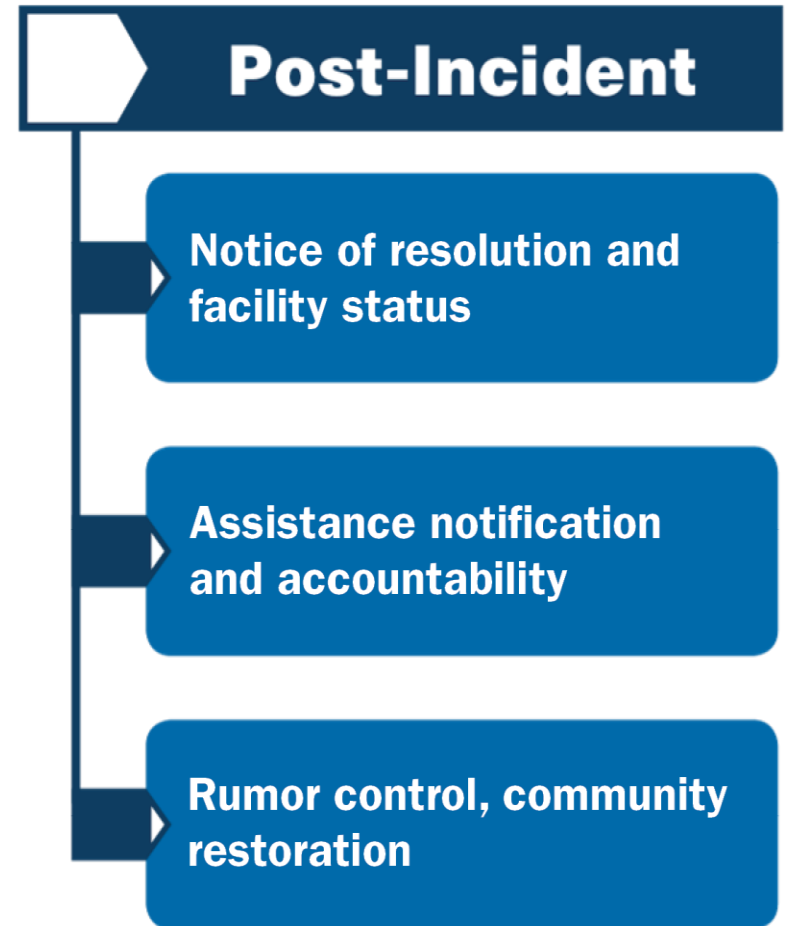 Post-Incident
Notice of resolution and
facility status
Assistance notification
and accountability
Rumor control, community
restoration